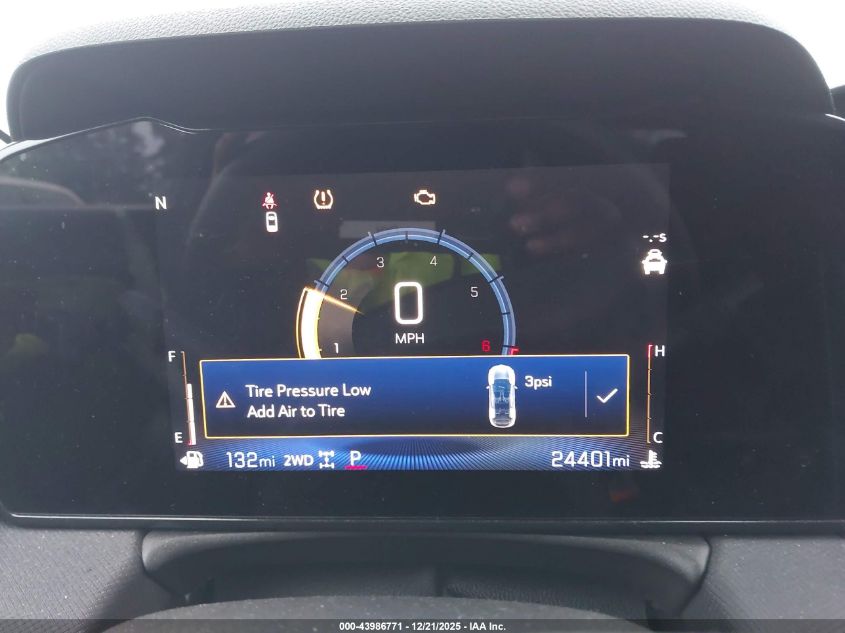 N
-.-s
3 4
2 5
0
MPH
1 6
F H
Tire Pressure Low
Add Air to Tire
3psi
E C
132mi 2WD P 24401mi
000-43986771 - 12/21/2025 - IAA Inc.